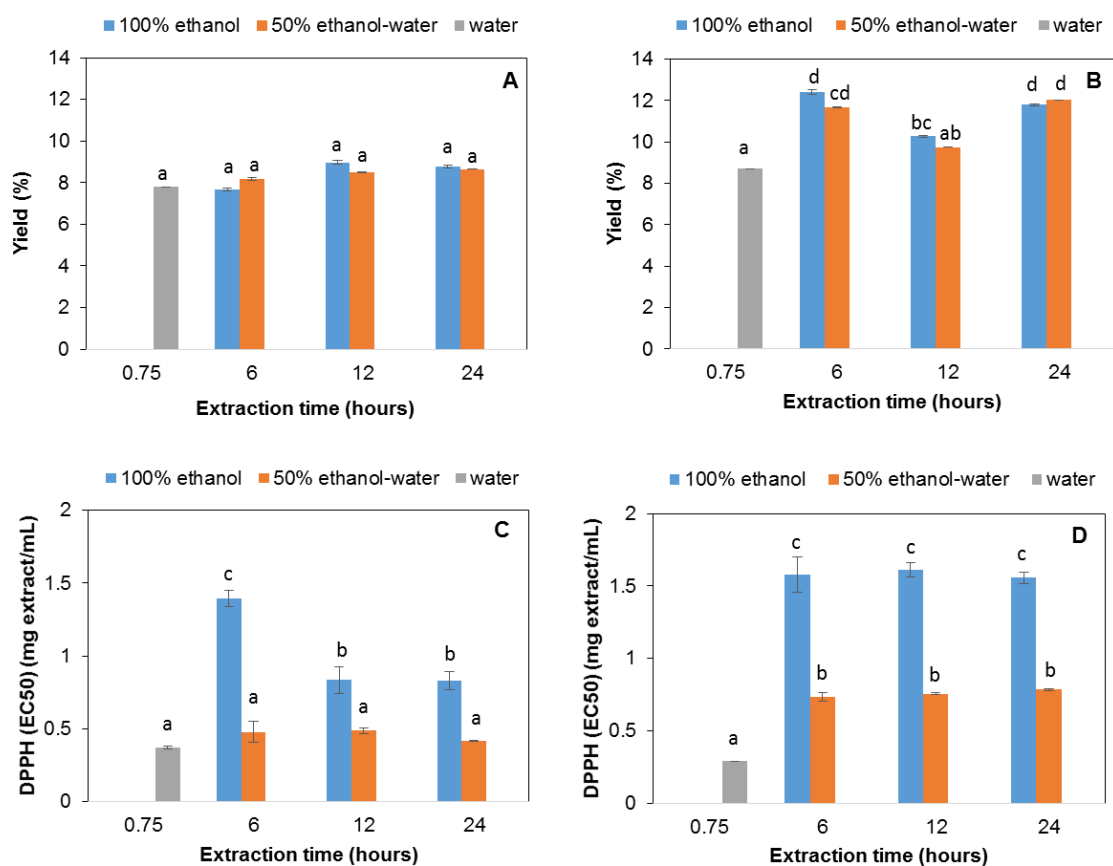 100% ethanol 50% ethanol-water water
A
14
12
10
8
6
4
2
0
Yield (%)
a a a a a a a
0.75 6 12 24
Extraction time (hours)
100% ethanol 50% ethanol-water water
B
14
12
10
8
6
4
2
0
Yield (%)
a d cd bc ab d d
0.75 6 12 24
Extraction time (hours)
100% ethanol 50% ethanol-water water
C
2
1.5
1
0.5
0
DPPH (EC50) (mg extract/mL)
a c a b a b a
0.75 6 12 24
Extraction time (hours)
100% ethanol 50% ethanol-water water
D
2
1.5
1
0.5
0
DPPH (EC50) (mg extract/mL)
a c b c b c b
0.75 6 12 24
Extraction time (hours)